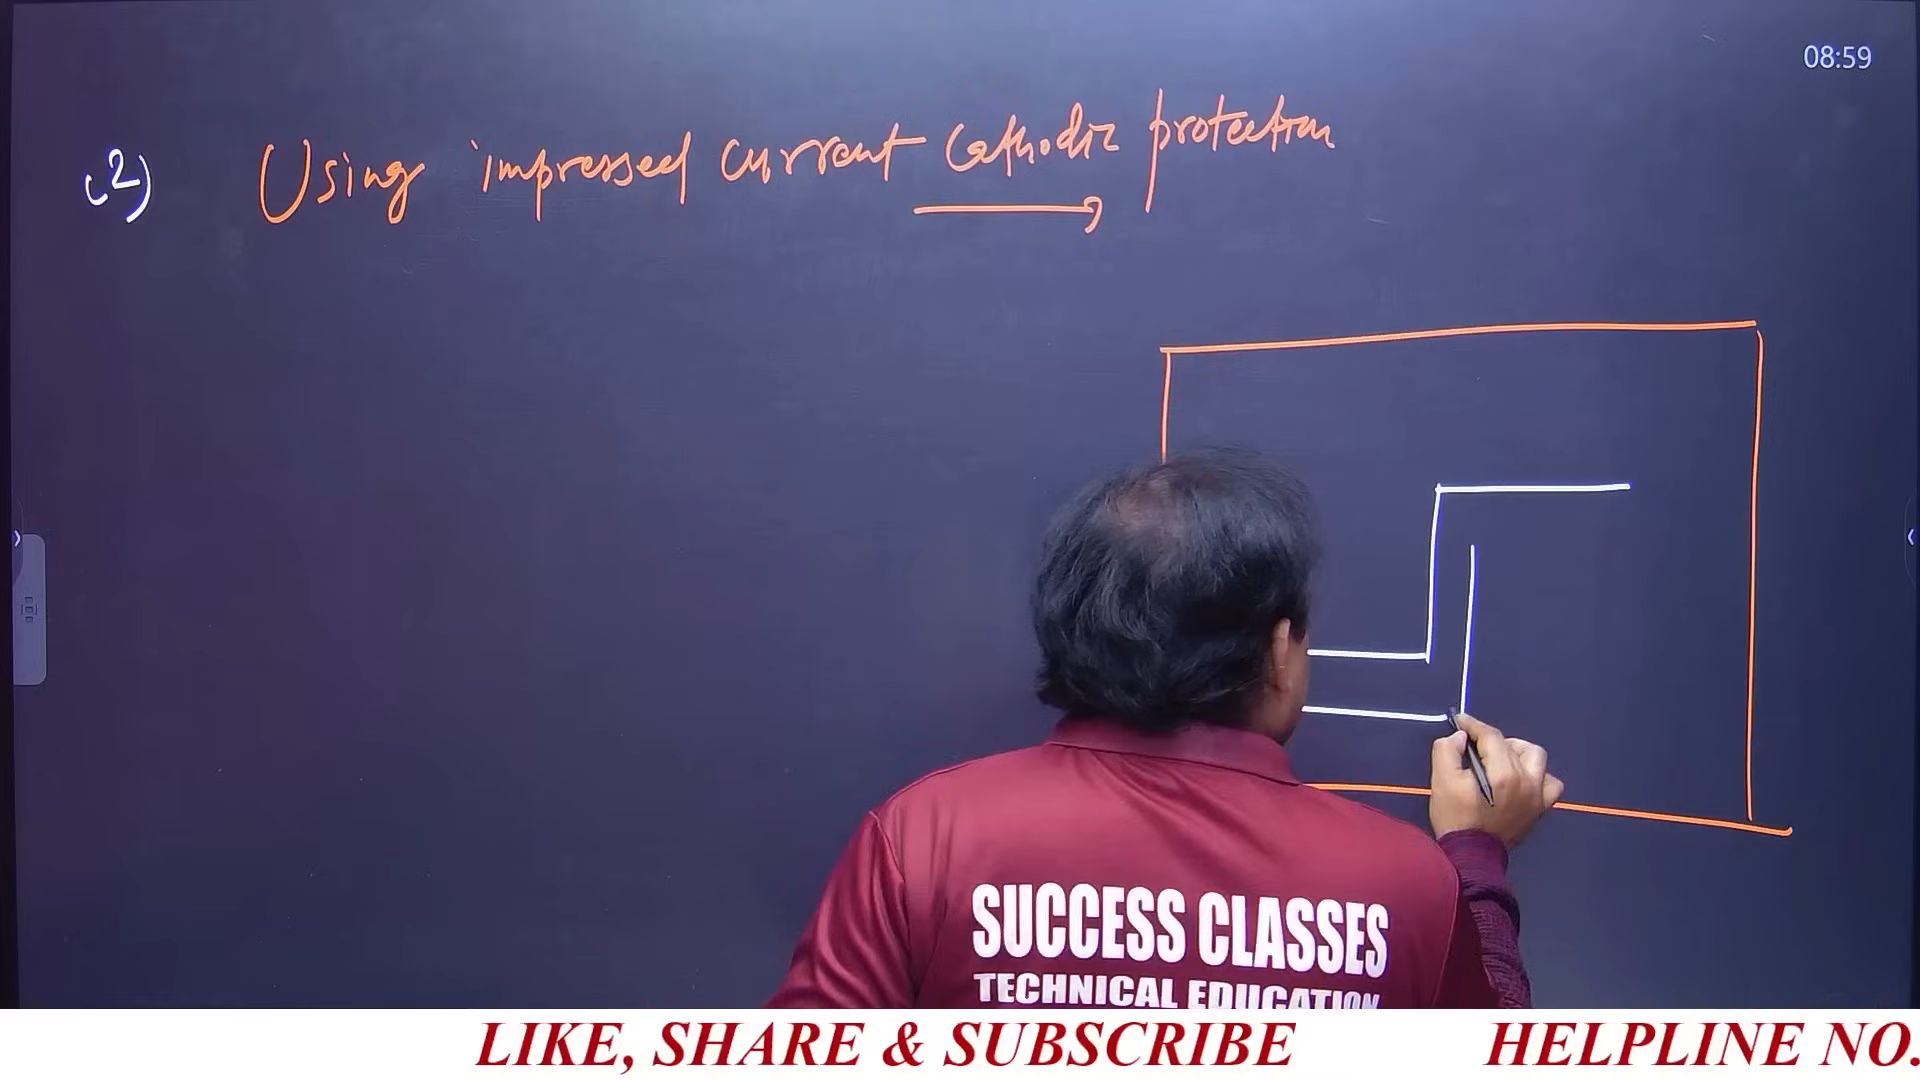 08:59
(2) Using impressed current Cathodic protection
SUCCESS CLASSES
TECHNICAL EDUCATION
LIKE, SHARE & SUBSCRIBE HELPLINE NO.